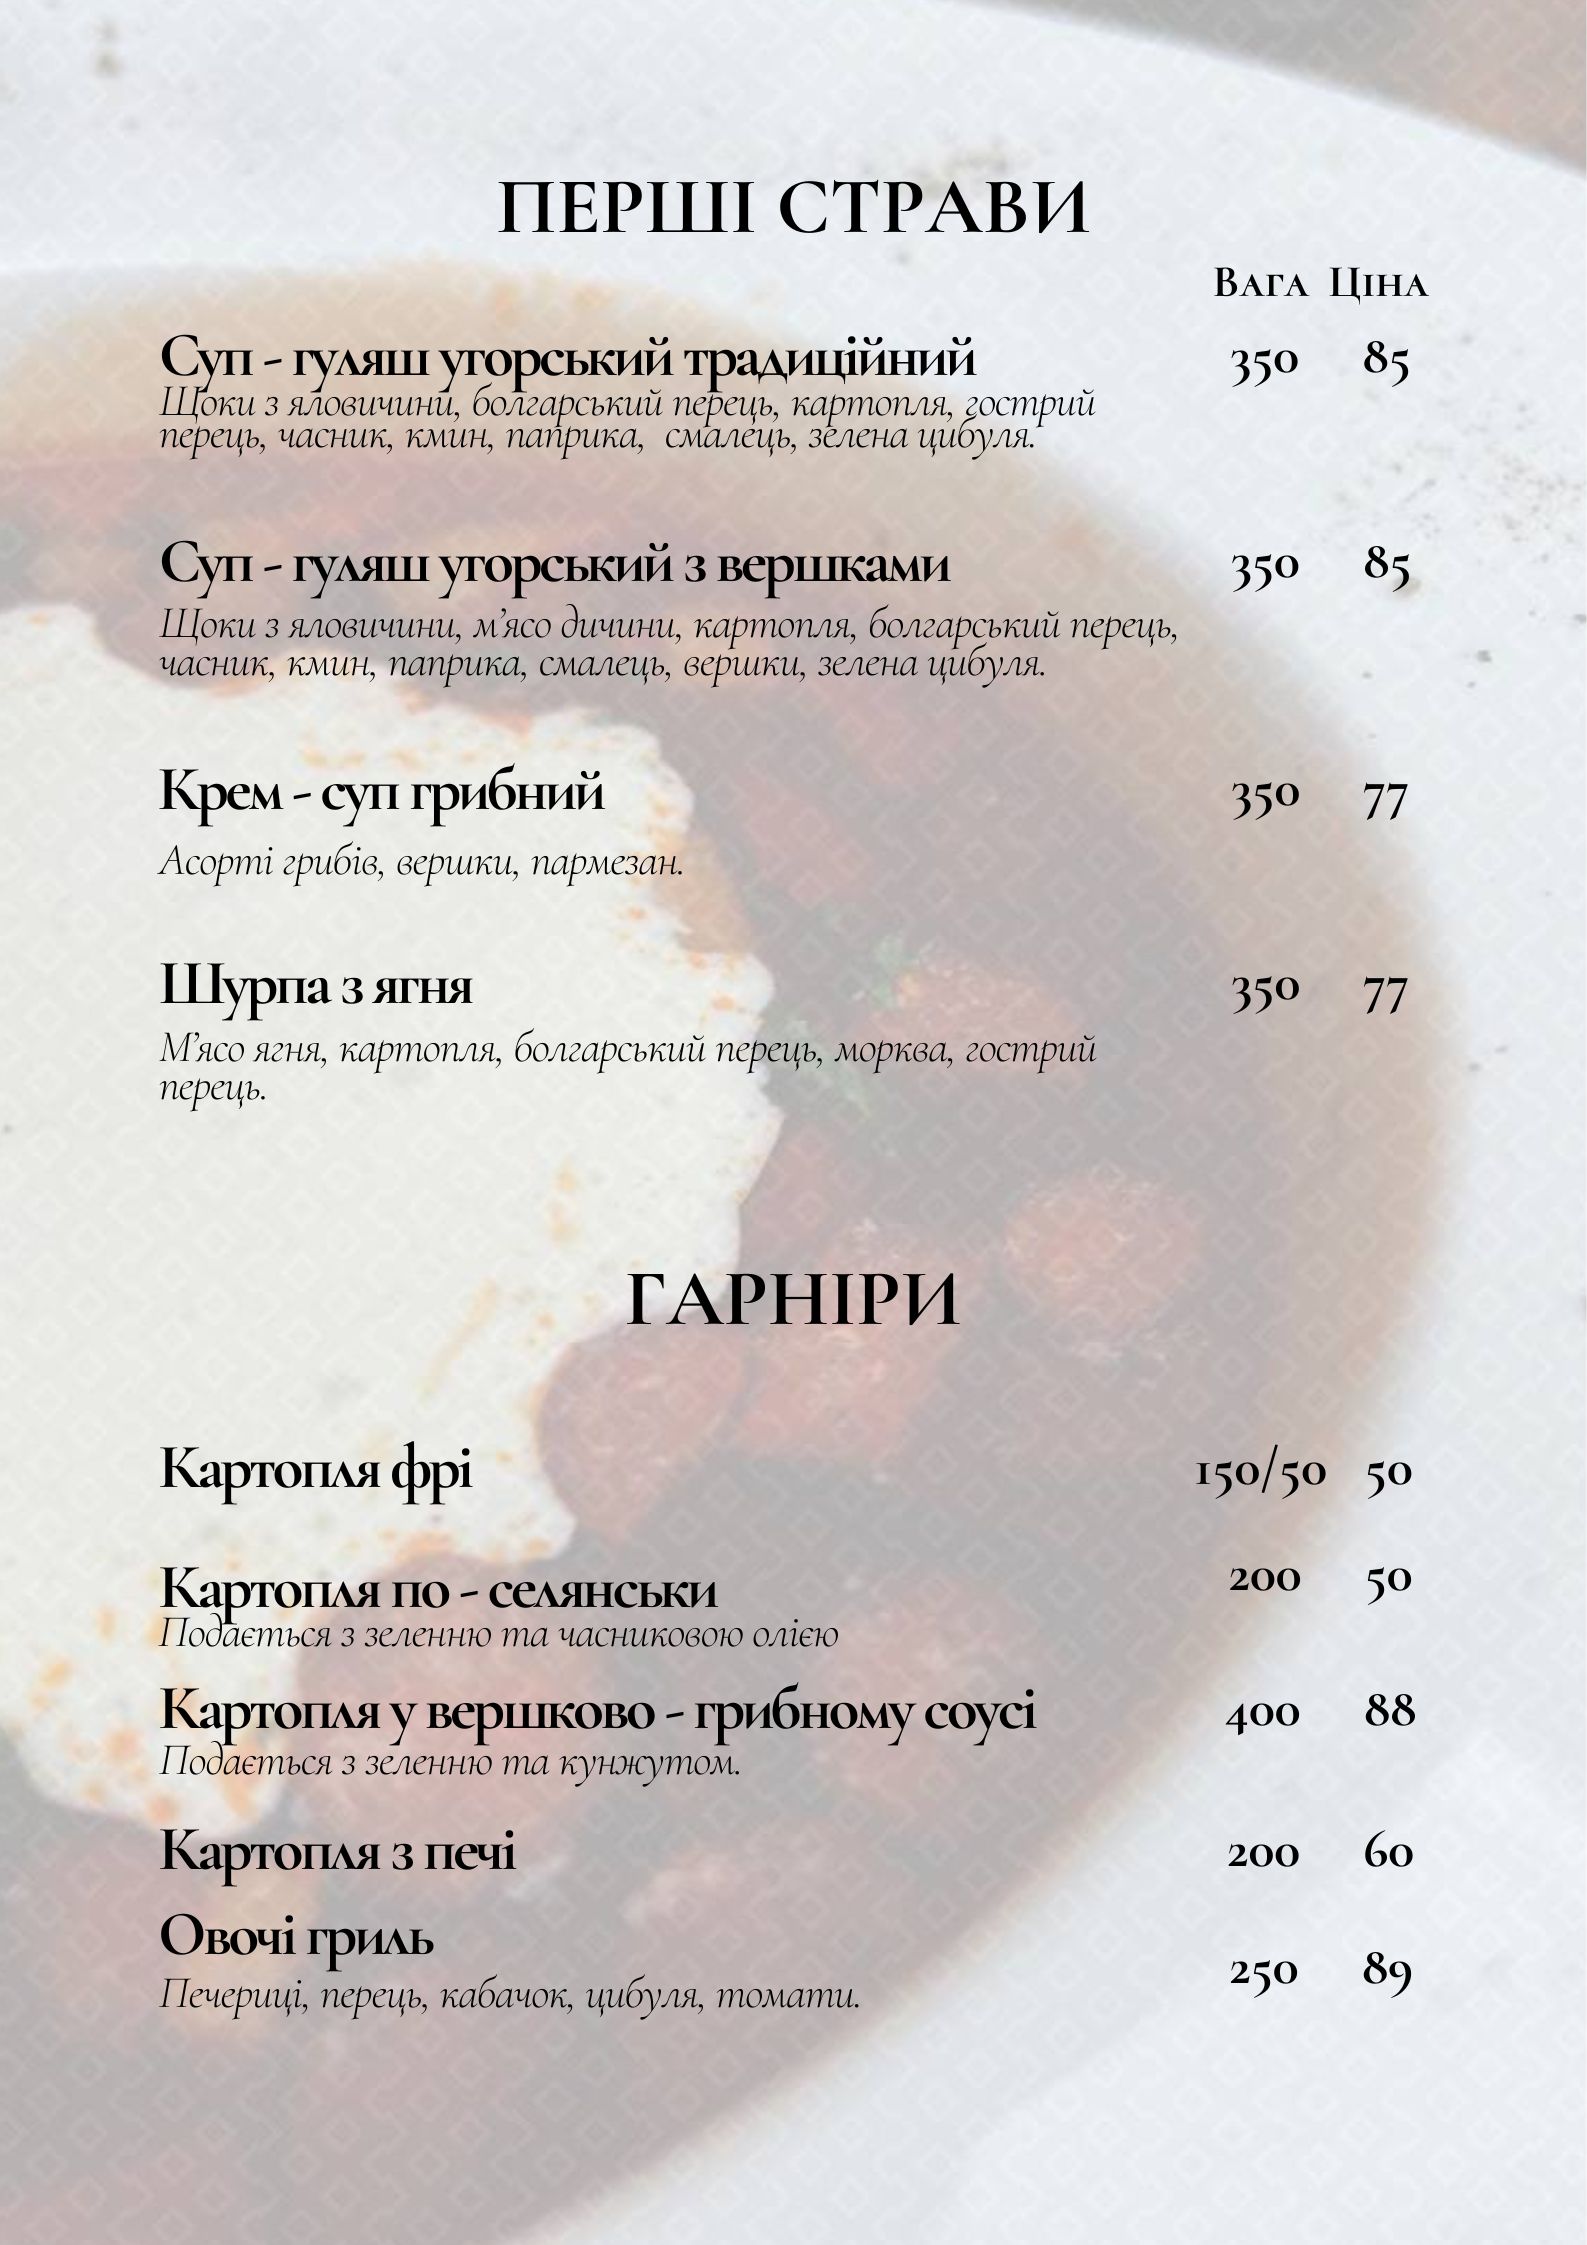 ПЕРШІ СТРАВИ
Вага Ціна
Суп - гуляш угорський традиційний 350 85
Щоки з яловичини, болгарський перець, картопля, гострий
перець, часник, кмин, паприка, смалець, зелена цибуля.
Суп - гуляш угорський з вершками 350 85
Щоки з яловичини, м’ясо дичини, картопля, болгарський перець,
часник, кмин, паприка, смалець, вершки, зелена цибуля.
Крем - суп грибний 350 77
Асорті грибів, вершки, пармезан.
Шурпа з ягня 350 77
М’ясо ягня, картопля, болгарський перець, морква, гострий
перець.
ГАРНІРИ
Картопля фрі 150/50 50
Картопля по - селянськи 200 50
Подається з зеленню та часниковою олією
Картопля у вершково - грибному соусі 400 88
Подається з зеленню та кунжутом.
Картопля з печі 200 60
Овочі гриль 250 89
Печериці, перець, кабачок, цибуля, томати.